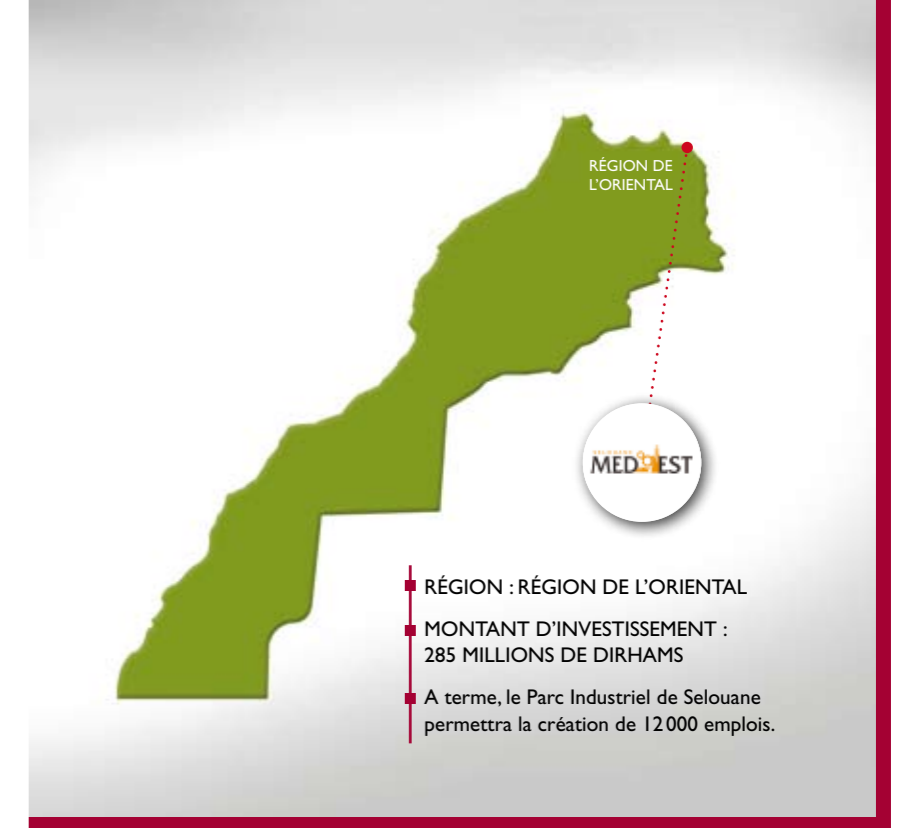 RÉGION DE
L'ORIENTAL
SELOUANE
MED EST
RÉGION : RÉGION DE L'ORIENTAL
MONTANT D'INVESTISSEMENT :
285 MILLIONS DE DIRHAMS
A terme, le Parc Industriel de Selouane
permettra la création de 12 000 emplois.